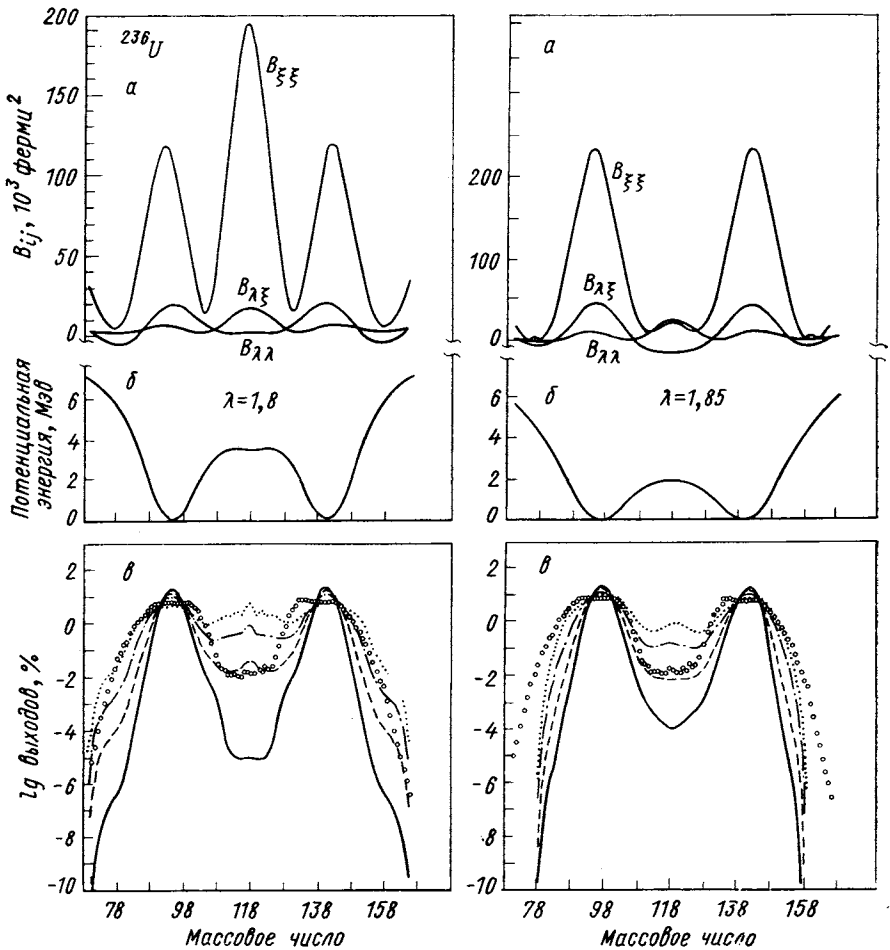 200
150
100
50
0
B_ij, 10³ ферми²
²³⁶U
а
B_ξξ
B_λξ
B_λλ
6
4
2
0
Потенциальная энергия, Мэв
б
λ=1,8
2
0
-2
-4
-6
-8
-10
lg выходов, %
в
78 98 118 138 158
Массовое число
200
100
0
а
B_ξξ
B_λξ
B_λλ
6
4
2
0
б
λ=1,85
2
0
-2
-4
-6
-8
-10
в
78 98 118 138 158
Массовое число